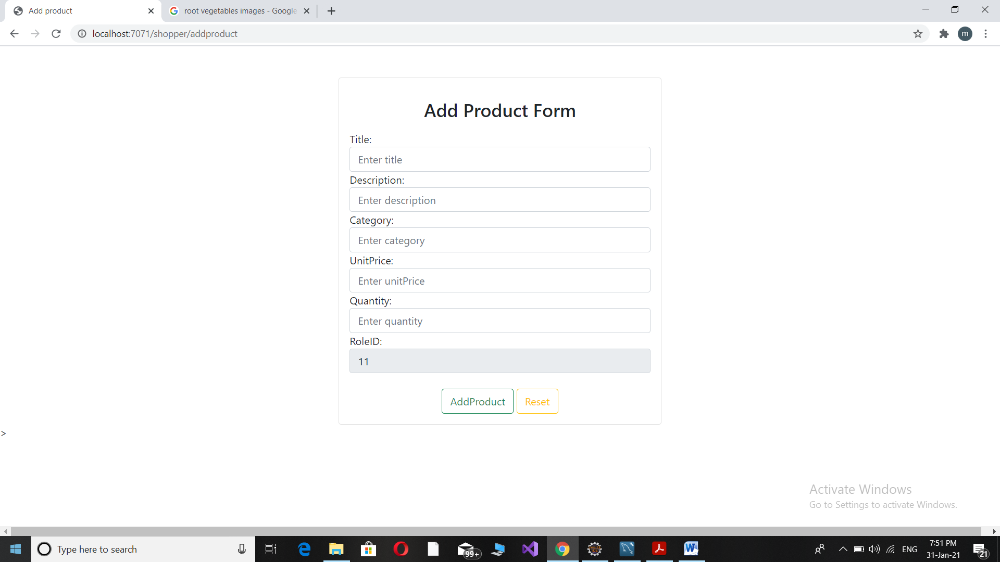 Add product
root vegetables images - Google
localhost:7071/shopper/addproduct
m
Add Product Form
Title:
Enter title
Description:
Enter description
Category:
Enter category
UnitPrice:
Enter unitPrice
Quantity:
Enter quantity
RoleID:
11
AddProduct Reset
>
Activate Windows
Go to Settings to activate Windows.
Type here to search
99+
ENG
7:51 PM
31-Jan-21
21